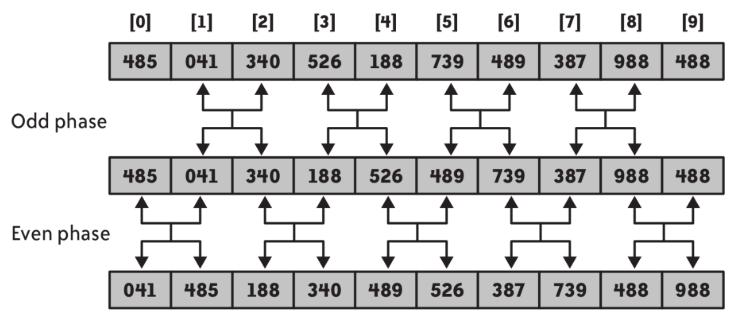 [0] [1] [2] [3] [4] [5] [6] [7] [8] [9]
485 041 340 526 188 739 489 387 988 488
Odd phase
485 041 340 188 526 489 739 387 988 488
Even phase
041 485 188 340 489 526 387 739 488 988